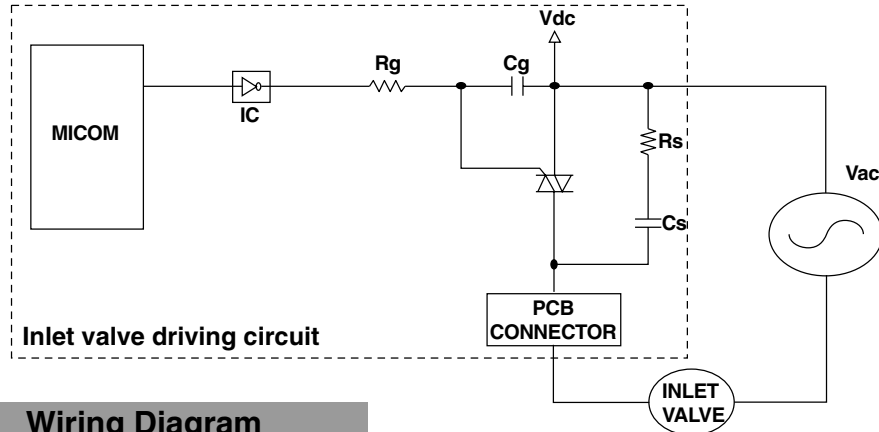 Vdc
Rg
Cg
IC
MICOM
Rs
Vac
Cs
PCB
CONNECTOR
Inlet valve driving circuit
INLET
VALVE
Wiring Diagram